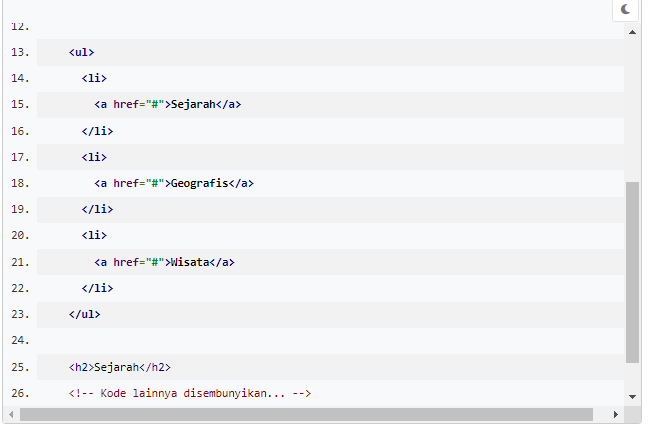 12.
13. <ul>
14. <li>
15. <a href="#">Sejarah</a>
16. </li>
17. <li>
18. <a href="#">Geografis</a>
19. </li>
20. <li>
21. <a href="#">Wisata</a>
22. </li>
23. </ul>
24.
25. <h2>Sejarah</h2>
26. <!-- Kode lainnya disembunyikan... -->